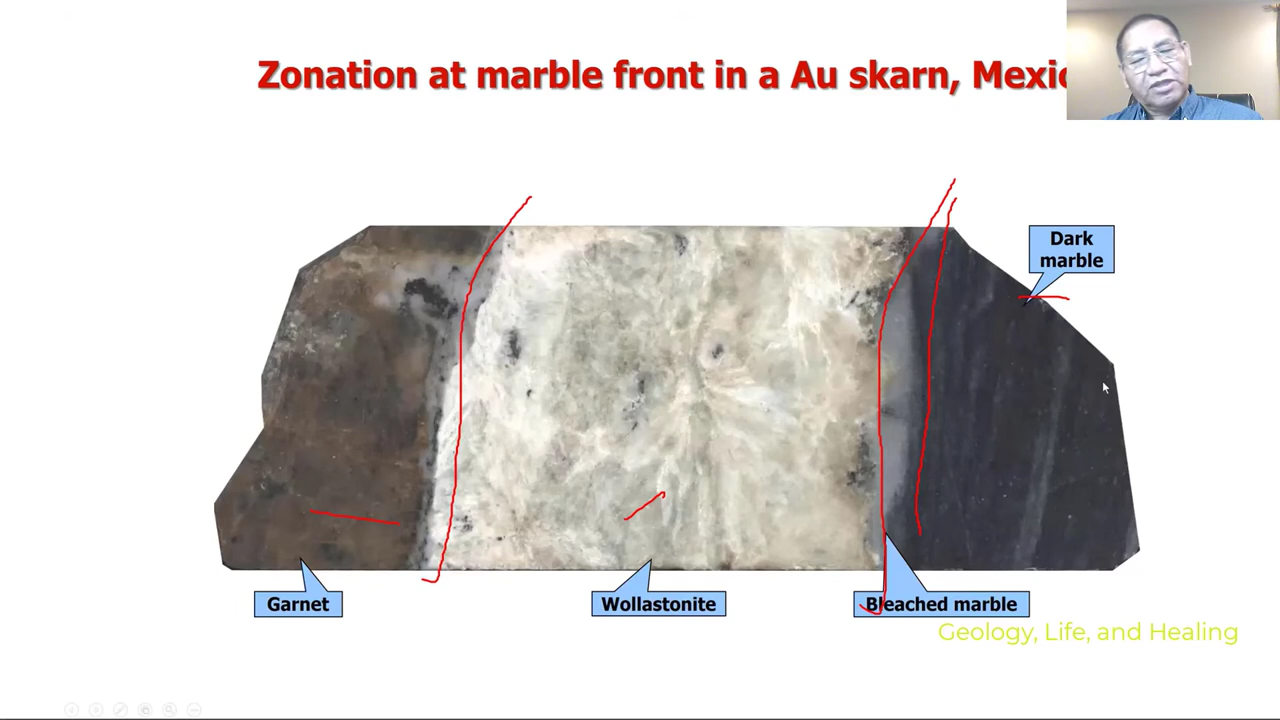 Zonation at marble front in a Au skarn, Mexic
Dark
marble
Garnet
Wollastonite
Bleached marble
Geology, Life, and Healing